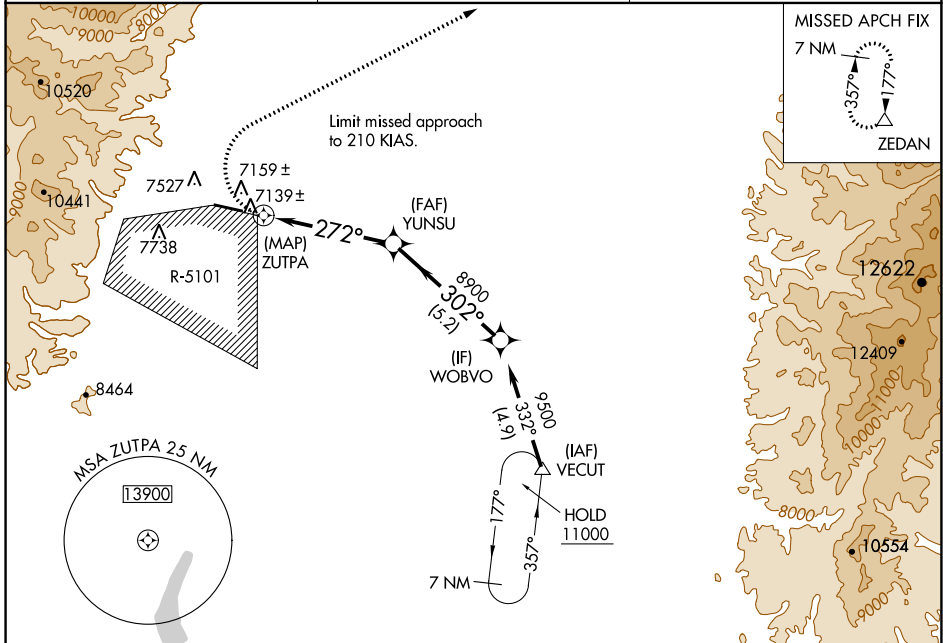 10000
9000
10520
9000
10441
Limit missed approach
to 210 KIAS.
MISSED APCH FIX
7 NM
357°
177°
ZEDAN
7527
7159 ±
7139 ±
7738
R-5101
(MAP)
ZUTPA
272°
(FAF)
YUNSU
8900
302°
(5.2)
(IF)
WOBVO
9500
332°
(4.9)
(IAF)
VECUT
HOLD
11000
177°
357°
7 NM
8464
MSA ZUTPA 25 NM
13900
12622
12409
11000
10000
8000
10554
9000